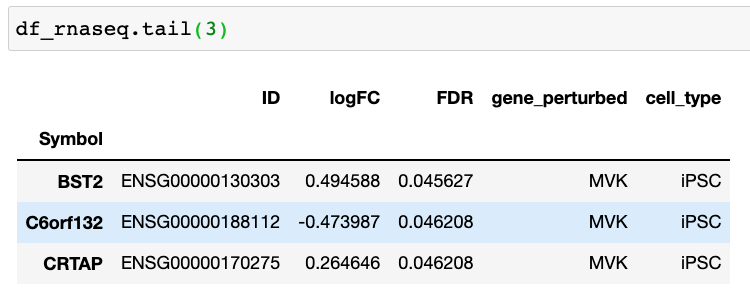 df_rnaseq.tail(3)
ID logFC FDR gene_perturbed cell_type
Symbol
BST2 ENSG00000130303 0.494588 0.045627 MVK iPSC
C6orf132 ENSG00000188112 -0.473987 0.046208 MVK iPSC
CRTAP ENSG00000170275 0.264646 0.046208 MVK iPSC